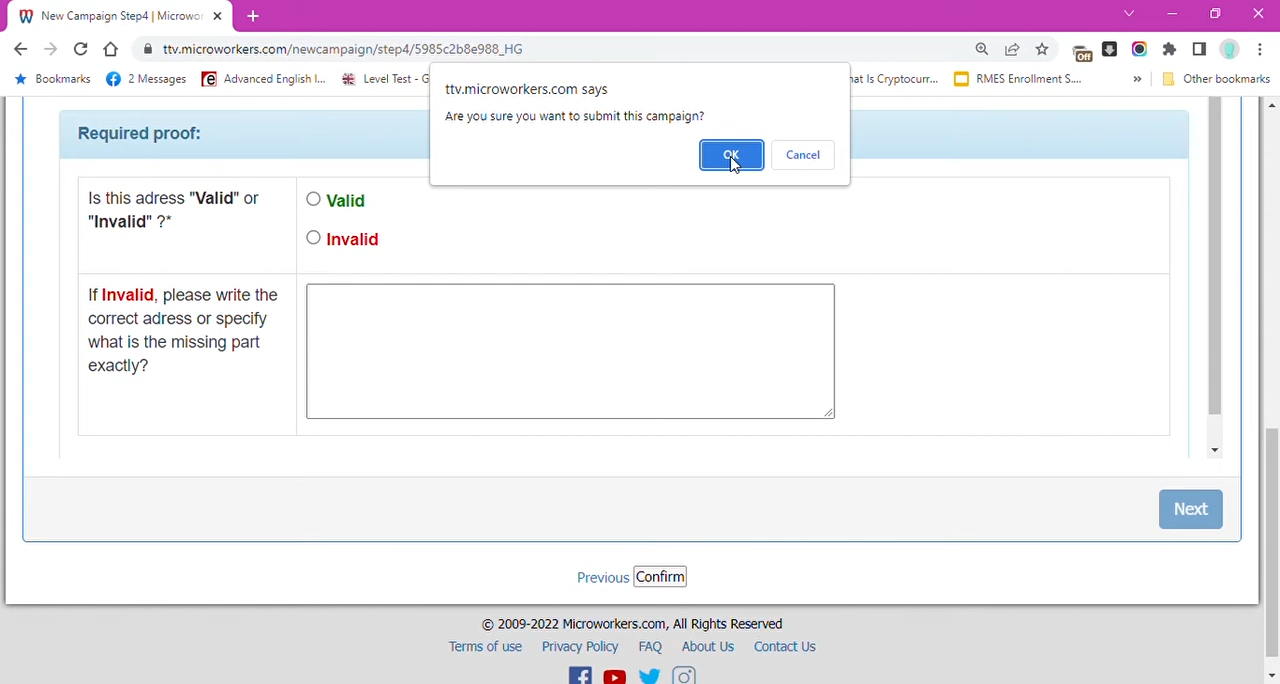 New Campaign Step4 | Microwor
ttv.microworkers.com/newcampaign/step4/5985c2b8e988_HG
Bookmarks
2 Messages
Advanced English I...
Level Test - G
hat Is Cryptocurr...
RMES Enrollment S....
»
Other bookmarks
Off
ttv.microworkers.com says
Are you sure you want to submit this campaign?
OK
Cancel
Required proof:
Is this adress "Valid" or
"Invalid" ?*
Valid
Invalid
If Invalid, please write the
correct adress or specify
what is the missing part
exactly?
Next
Previous Confirm
© 2009-2022 Microworkers.com, All Rights Reserved
Terms of use Privacy Policy FAQ About Us Contact Us